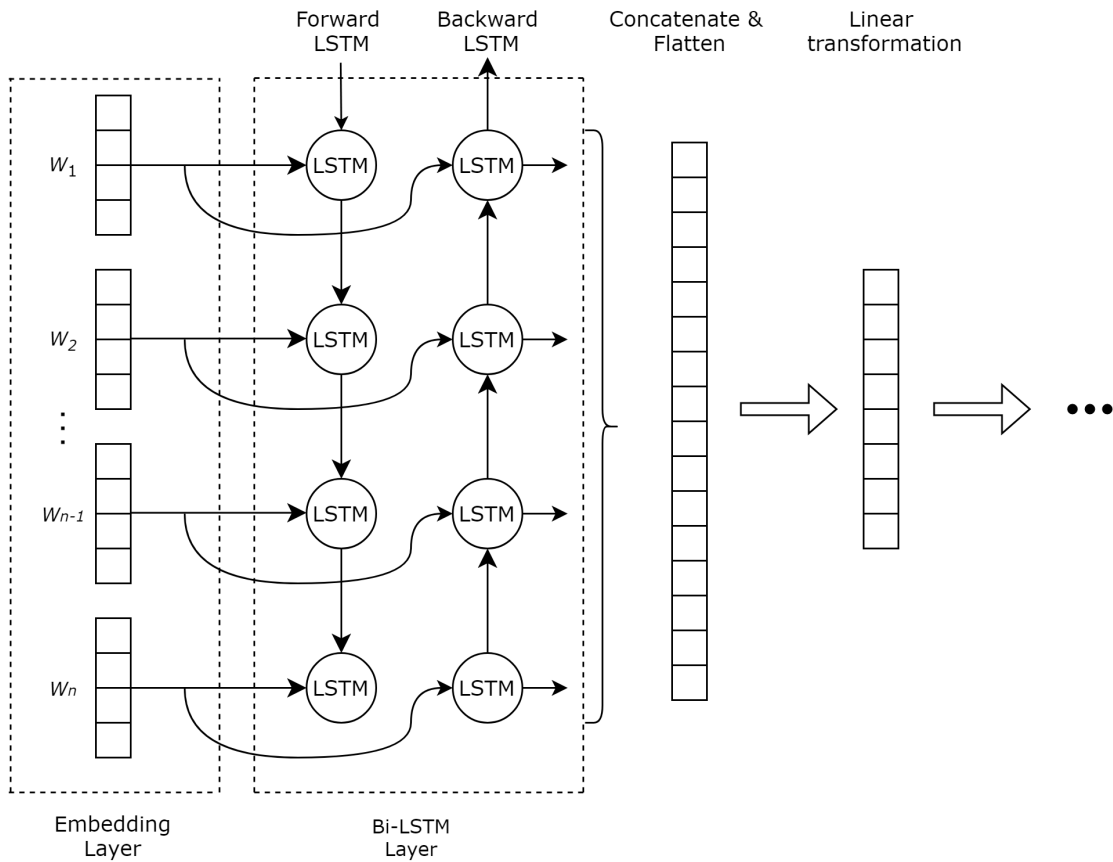 Forward
LSTM
Backward
LSTM
Concatenate &
Flatten
Linear
transformation
W1
LSTM
LSTM
W2
LSTM
LSTM
⋮
Wn-1
LSTM
LSTM
Wn
LSTM
LSTM
•••
Embedding
Layer
Bi-LSTM
Layer